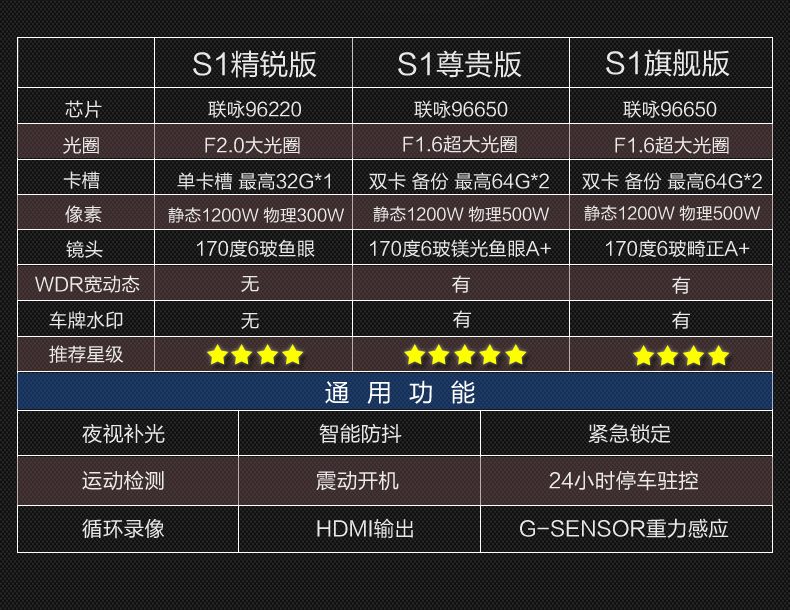 S1精锐版 S1尊贵版 S1旗舰版
芯片 联咏96220 联咏96650 联咏96650
光圈 F2.0大光圈 F1.6超大光圈 F1.6超大光圈
卡槽 单卡槽 最高32G*1 双卡 备份 最高64G*2 双卡 备份 最高64G*2
像素 静态1200W 物理300W 静态1200W 物理500W 静态1200W 物理500W
镜头 170度6玻鱼眼 170度6玻镁光鱼眼A+ 170度6玻畸正A+
WDR宽动态 无 有 有
车牌水印 无 有 有
推荐星级
通用功能
夜视补光 智能防抖 紧急锁定
运动检测 震动开机 24小时停车驻控
循环录像 HDMI输出 G-SENSOR重力感应